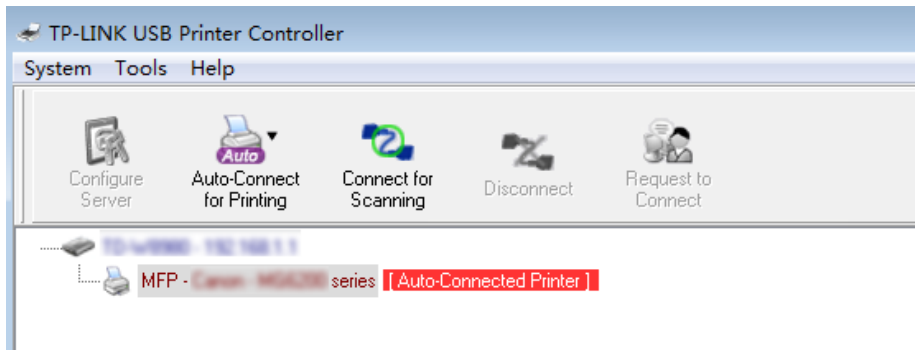 TP-LINK USB Printer Controller
System Tools Help
Auto
Configure Server
Auto-Connect for Printing
Connect for Scanning
Disconnect
Request to Connect
MFP - series [ Auto-Connected Printer ]